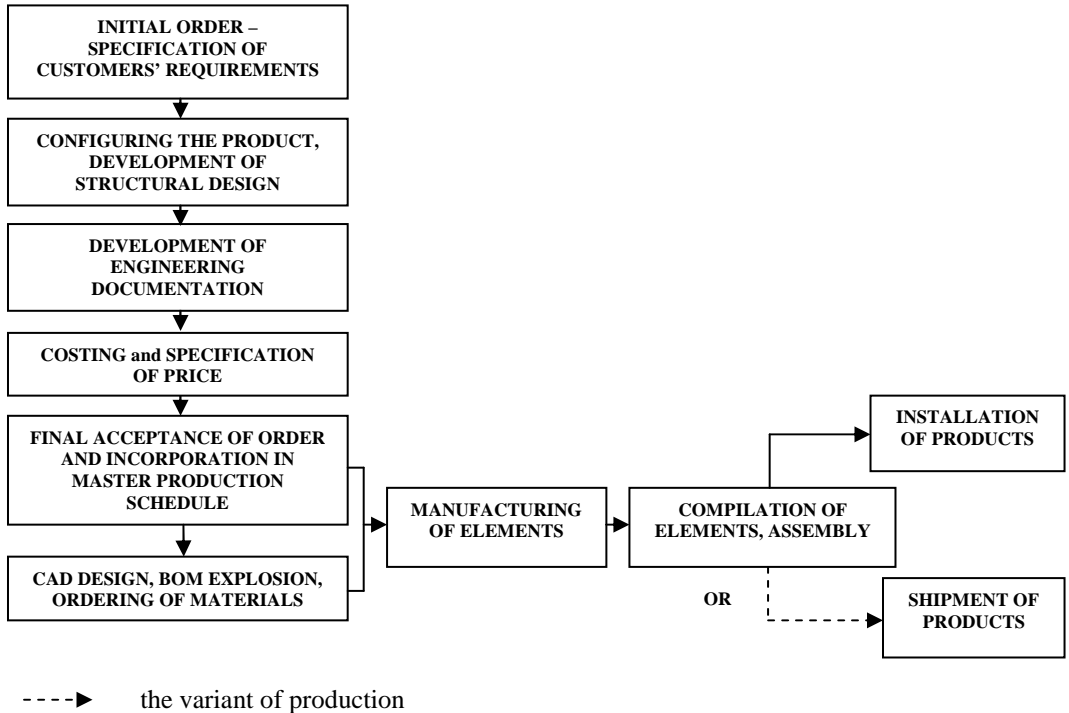 INITIAL ORDER –
SPECIFICATION OF
CUSTOMERS’ REQUIREMENTS
CONFIGURING THE PRODUCT,
DEVELOPMENT OF
STRUCTURAL DESIGN
DEVELOPMENT OF
ENGINEERING
DOCUMENTATION
COSTING and SPECIFICATION
OF PRICE
FINAL ACCEPTANCE OF ORDER
AND INCORPORATION IN
MASTER PRODUCTION
SCHEDULE
CAD DESIGN, BOM EXPLOSION,
ORDERING OF MATERIALS
MANUFACTURING
OF ELEMENTS
COMPILATION OF
ELEMENTS, ASSEMBLY
INSTALLATION
OF PRODUCTS
OR
SHIPMENT OF
PRODUCTS
the variant of production